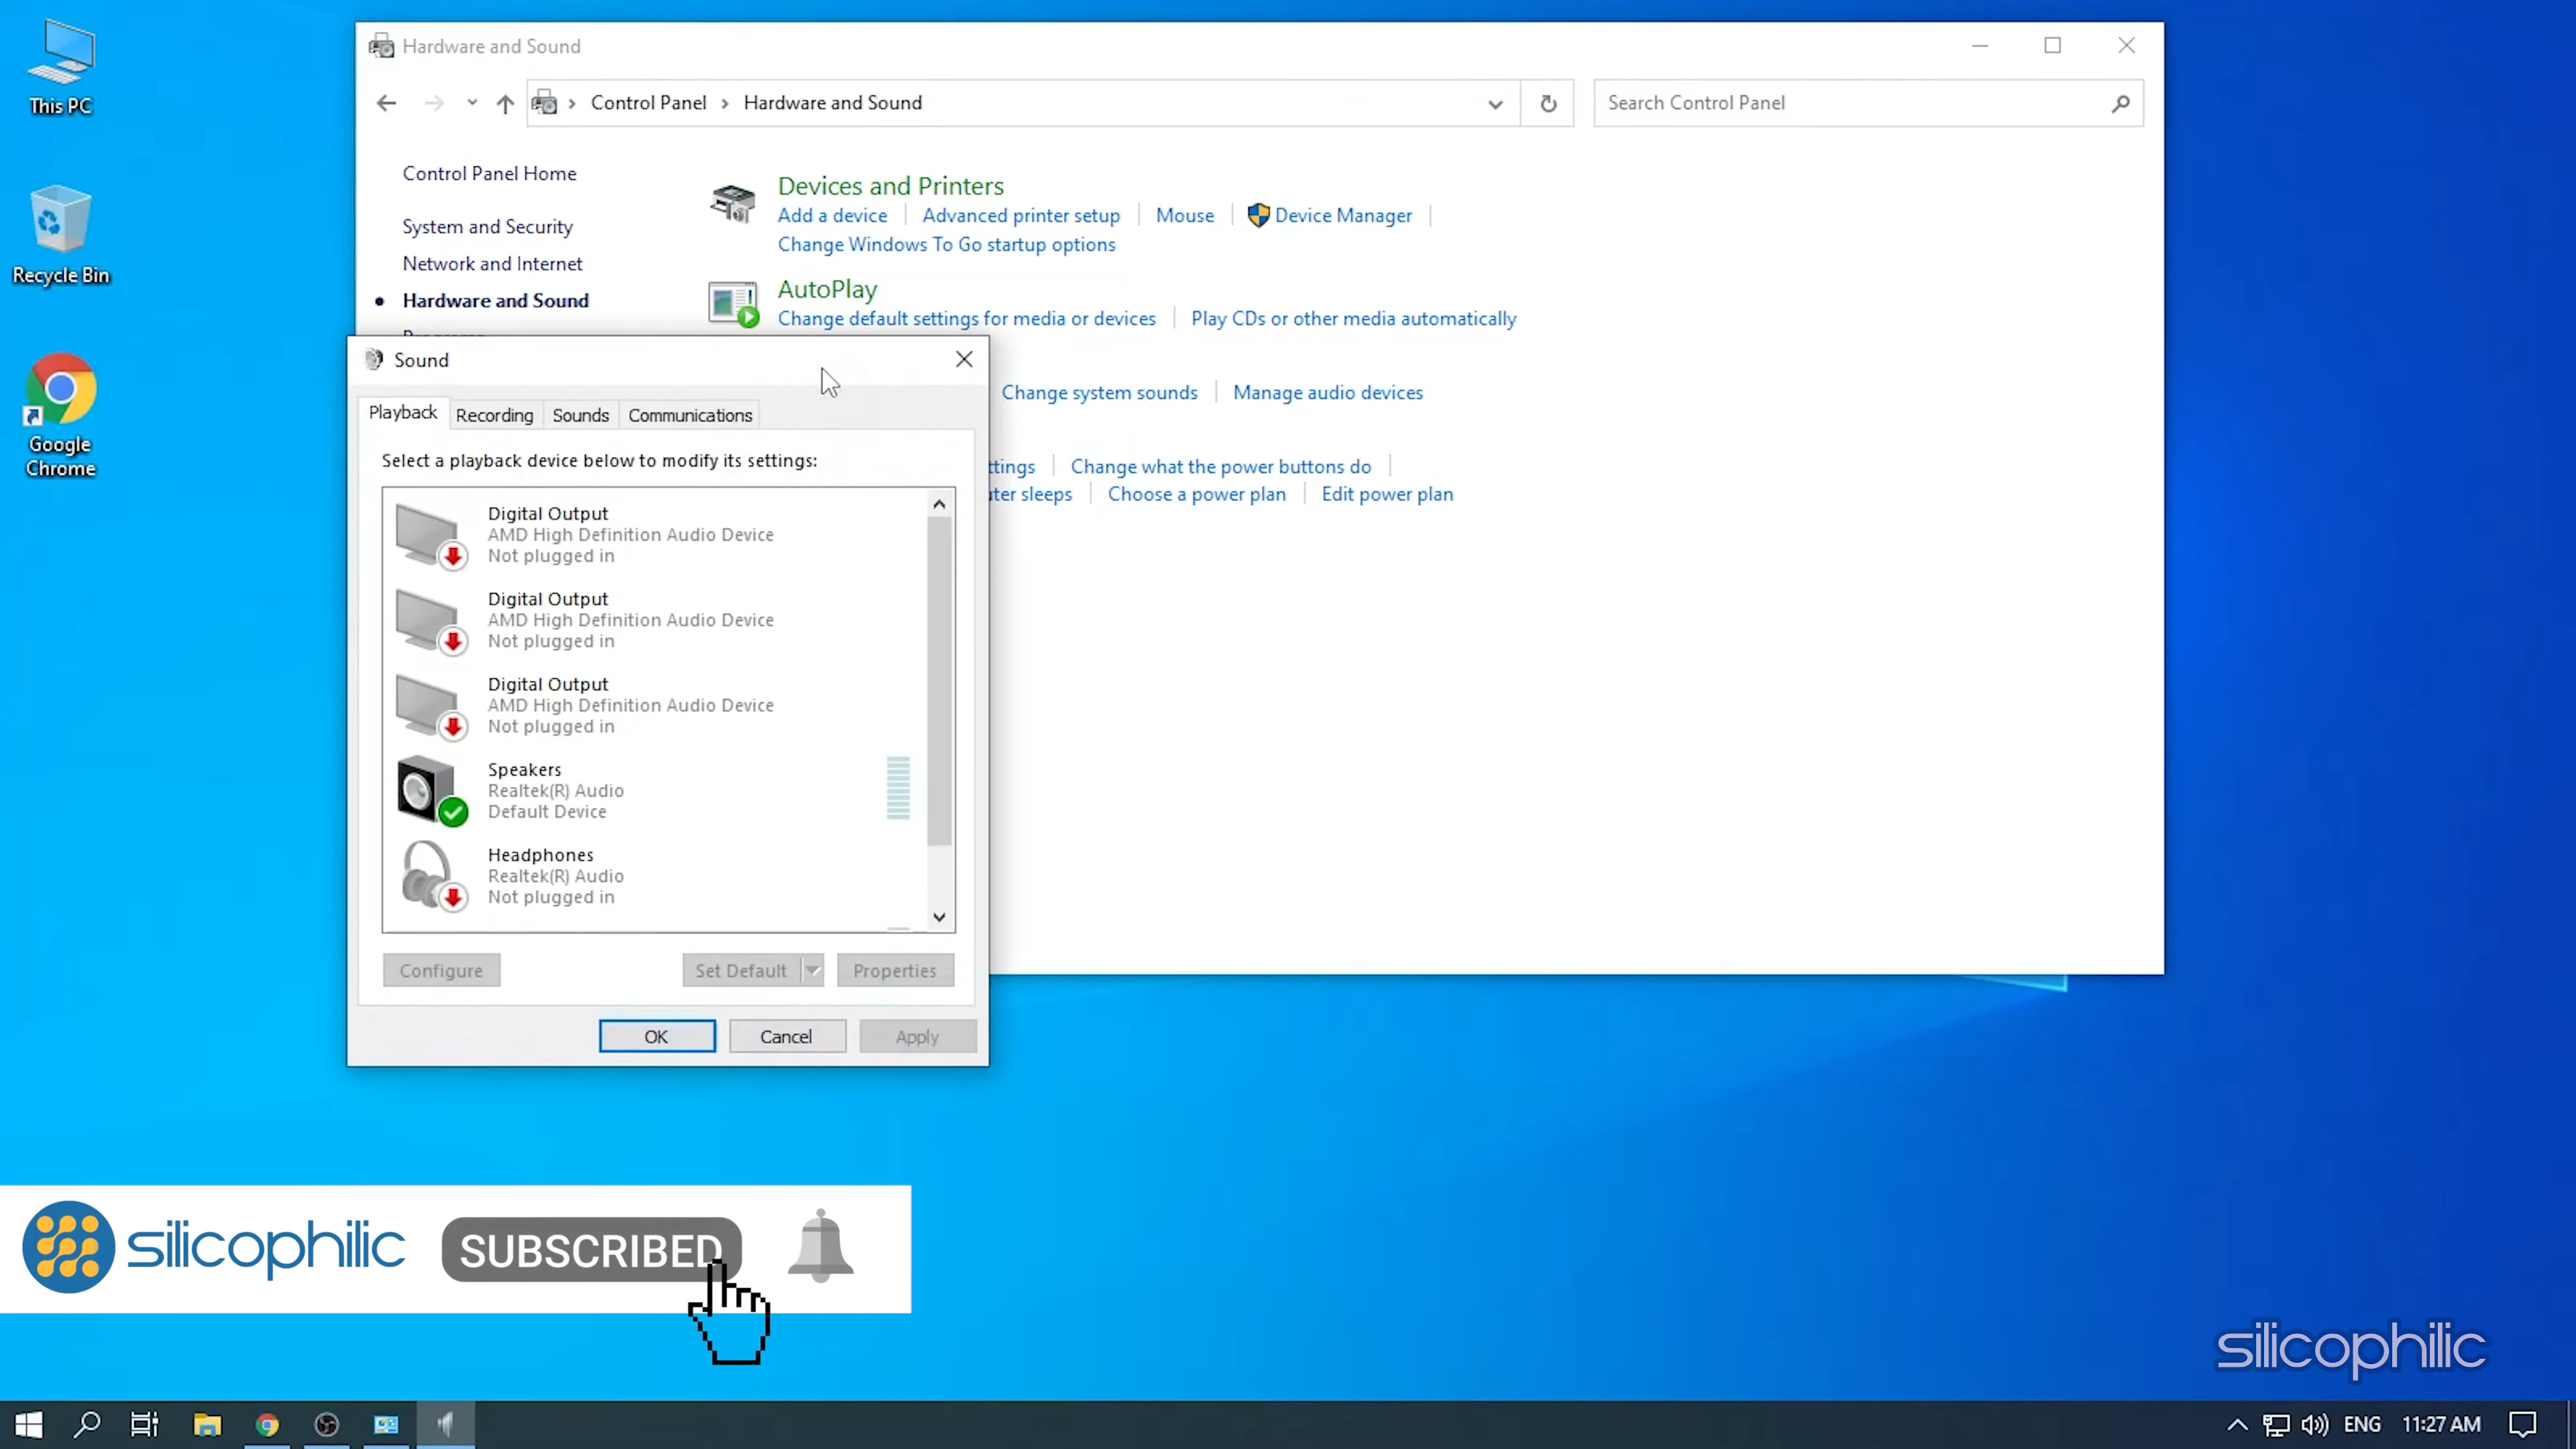 This PC
Recycle Bin
Google
Chrome
Hardware and Sound
Control Panel
Hardware and Sound
Search Control Panel
Control Panel Home
System and Security
Network and Internet
Hardware and Sound
Devices and Printers
Add a device
Advanced printer setup
Mouse
Device Manager
Change Windows To Go startup options
AutoPlay
Change default settings for media or devices
Play CDs or other media automatically
Change system sounds
Manage audio devices
Change what the power buttons do
Choose a power plan
Edit power plan
Sound
Playback
Recording
Sounds
Communications
Select a playback device below to modify its settings:
Digital Output
AMD High Definition Audio Device
Not plugged in
Digital Output
AMD High Definition Audio Device
Not plugged in
Digital Output
AMD High Definition Audio Device
Not plugged in
Speakers
Realtek(R) Audio
Default Device
Headphones
Realtek(R) Audio
Not plugged in
Configure
Set Default
Properties
OK
Cancel
Apply
silicophilic
SUBSCRIBED
silicophilic
ENG
11:27 AM